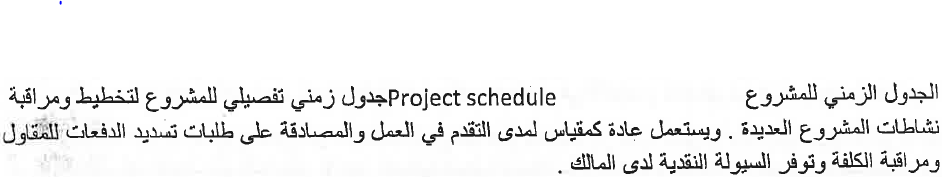 الجدول الزمني للمشروع Project schedule جدول زمني تفصيلي للمشروع لتخطيط ومراقبة
نشاطات المشروع العديدة . ويستعمل عادة كمقياس لمدى التقدم في العمل والمصادقة على طلبات تسديد الدفعات للمقاول
ومراقبة الكلفة وتوفر السيولة النقدية لدى المالك .